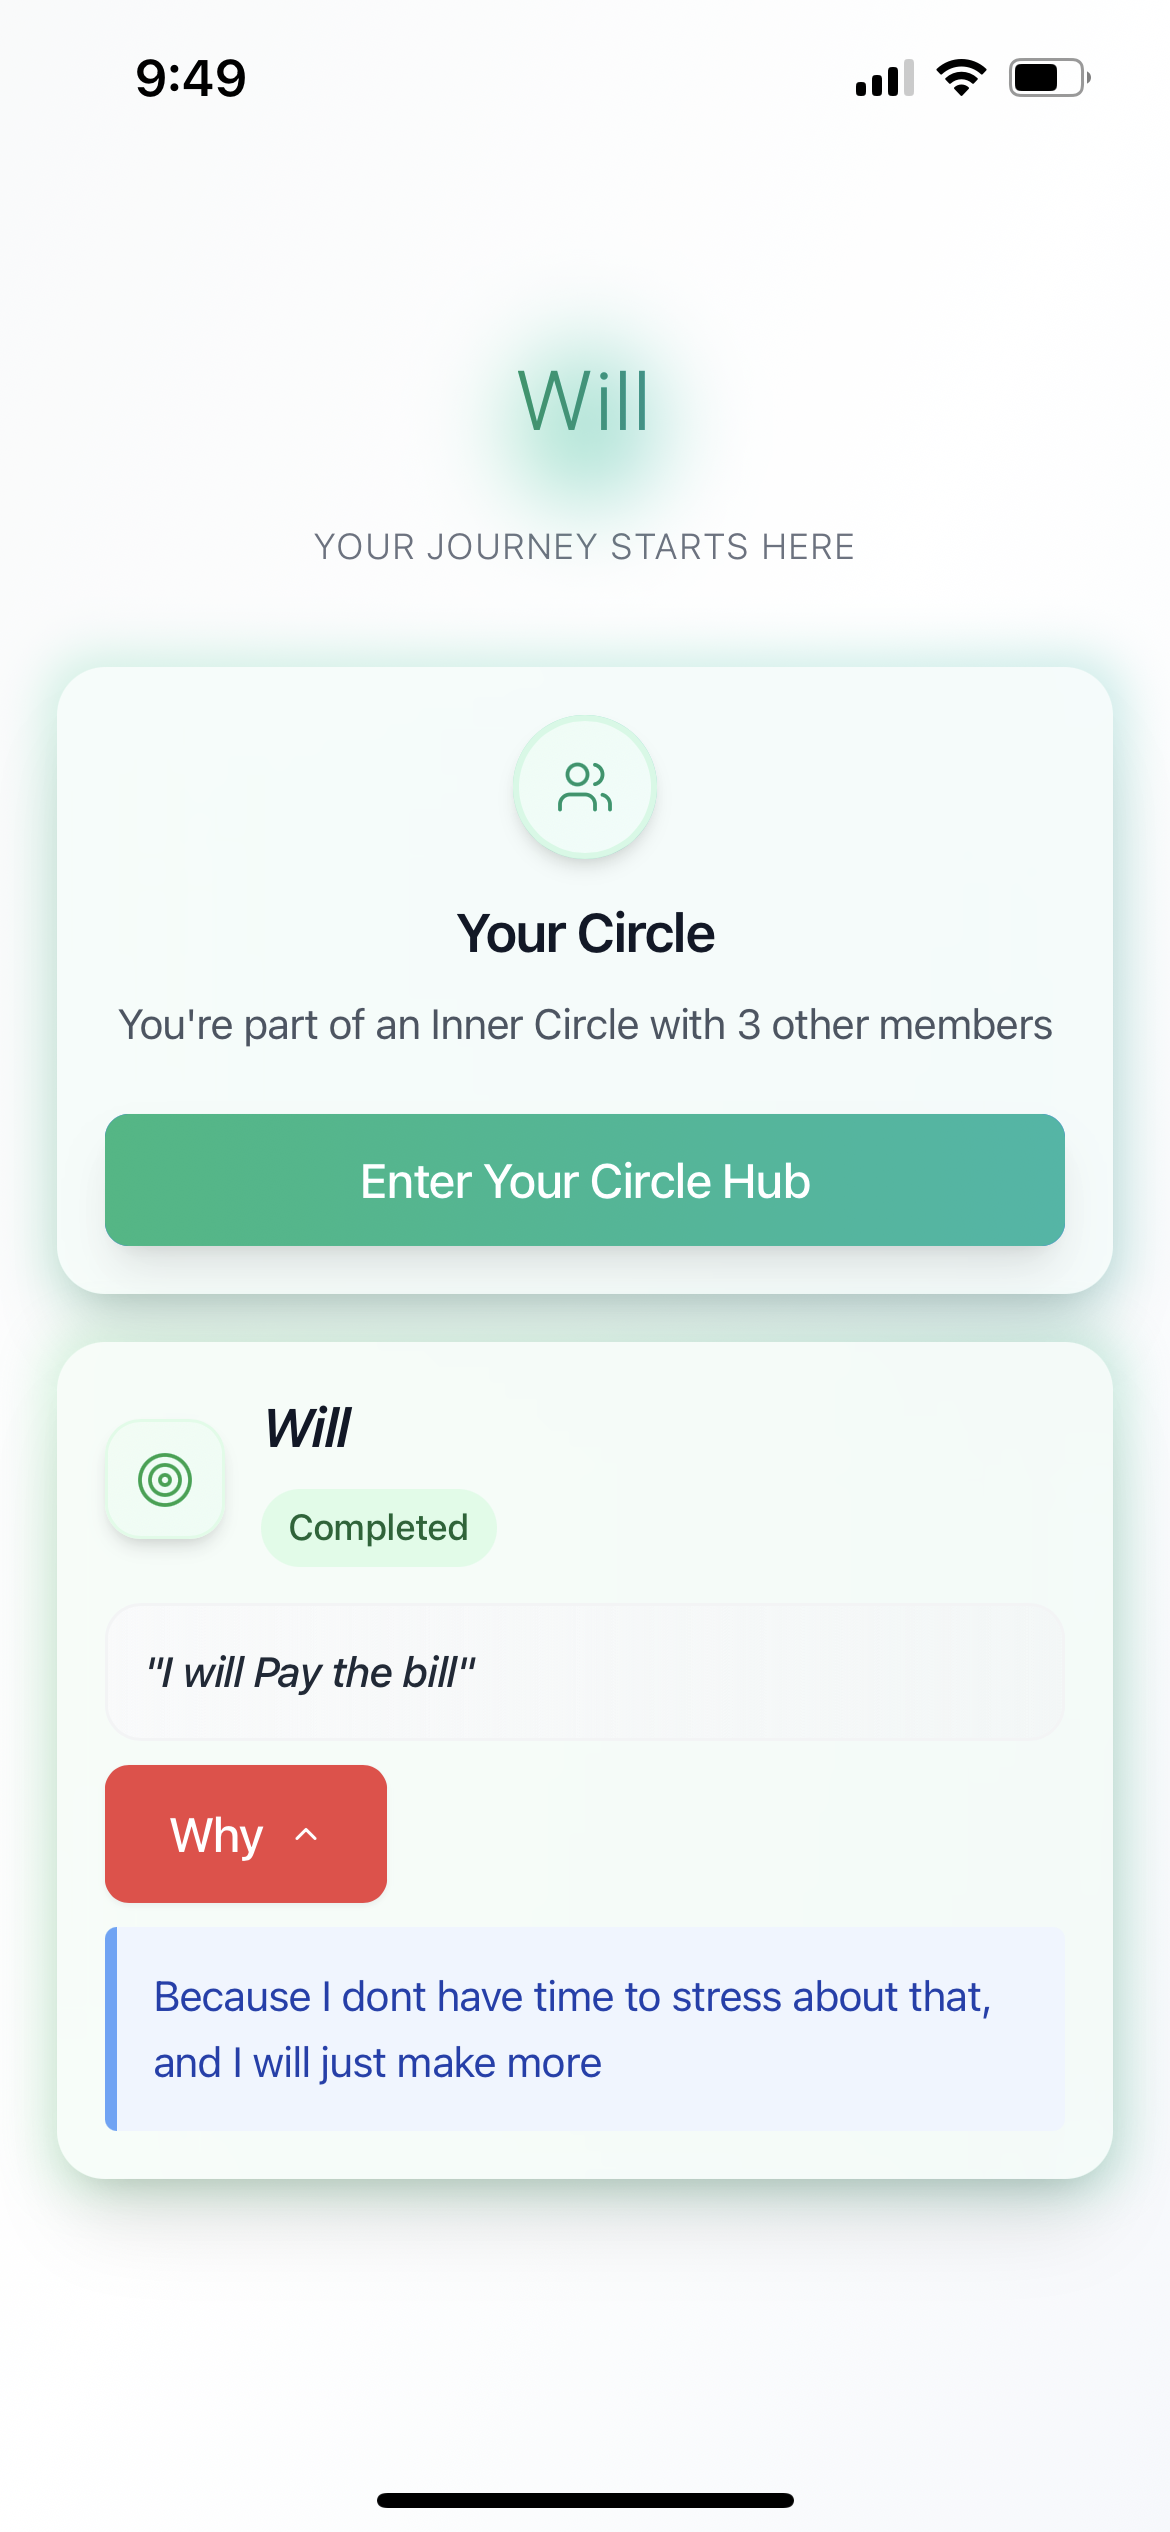 9:49
Will
YOUR JOURNEY STARTS HERE
Your Circle
You're part of an Inner Circle with 3 other members
Enter Your Circle Hub
Will
Completed
"I will Pay the bill"
Why
Because I dont have time to stress about that,
and I will just make more